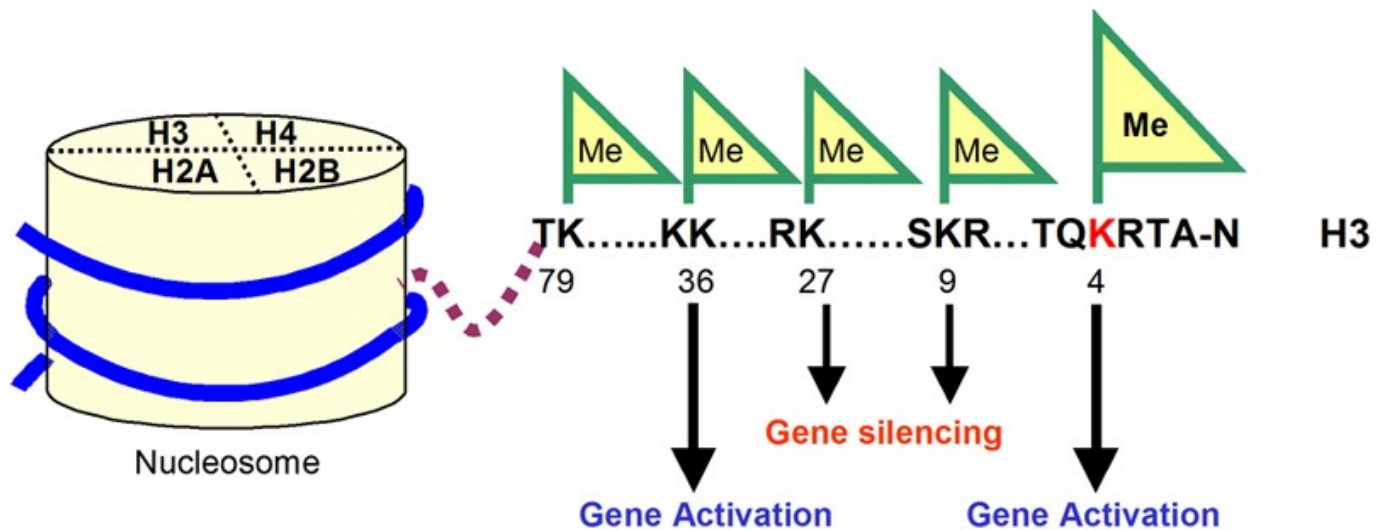 H3 H4
H2A H2B
Me Me Me Me Me
TK......KK....RK......SKR...TQKRTA-N H3
79 36 27 9 4
Gene silencing
Nucleosome
Gene Activation Gene Activation